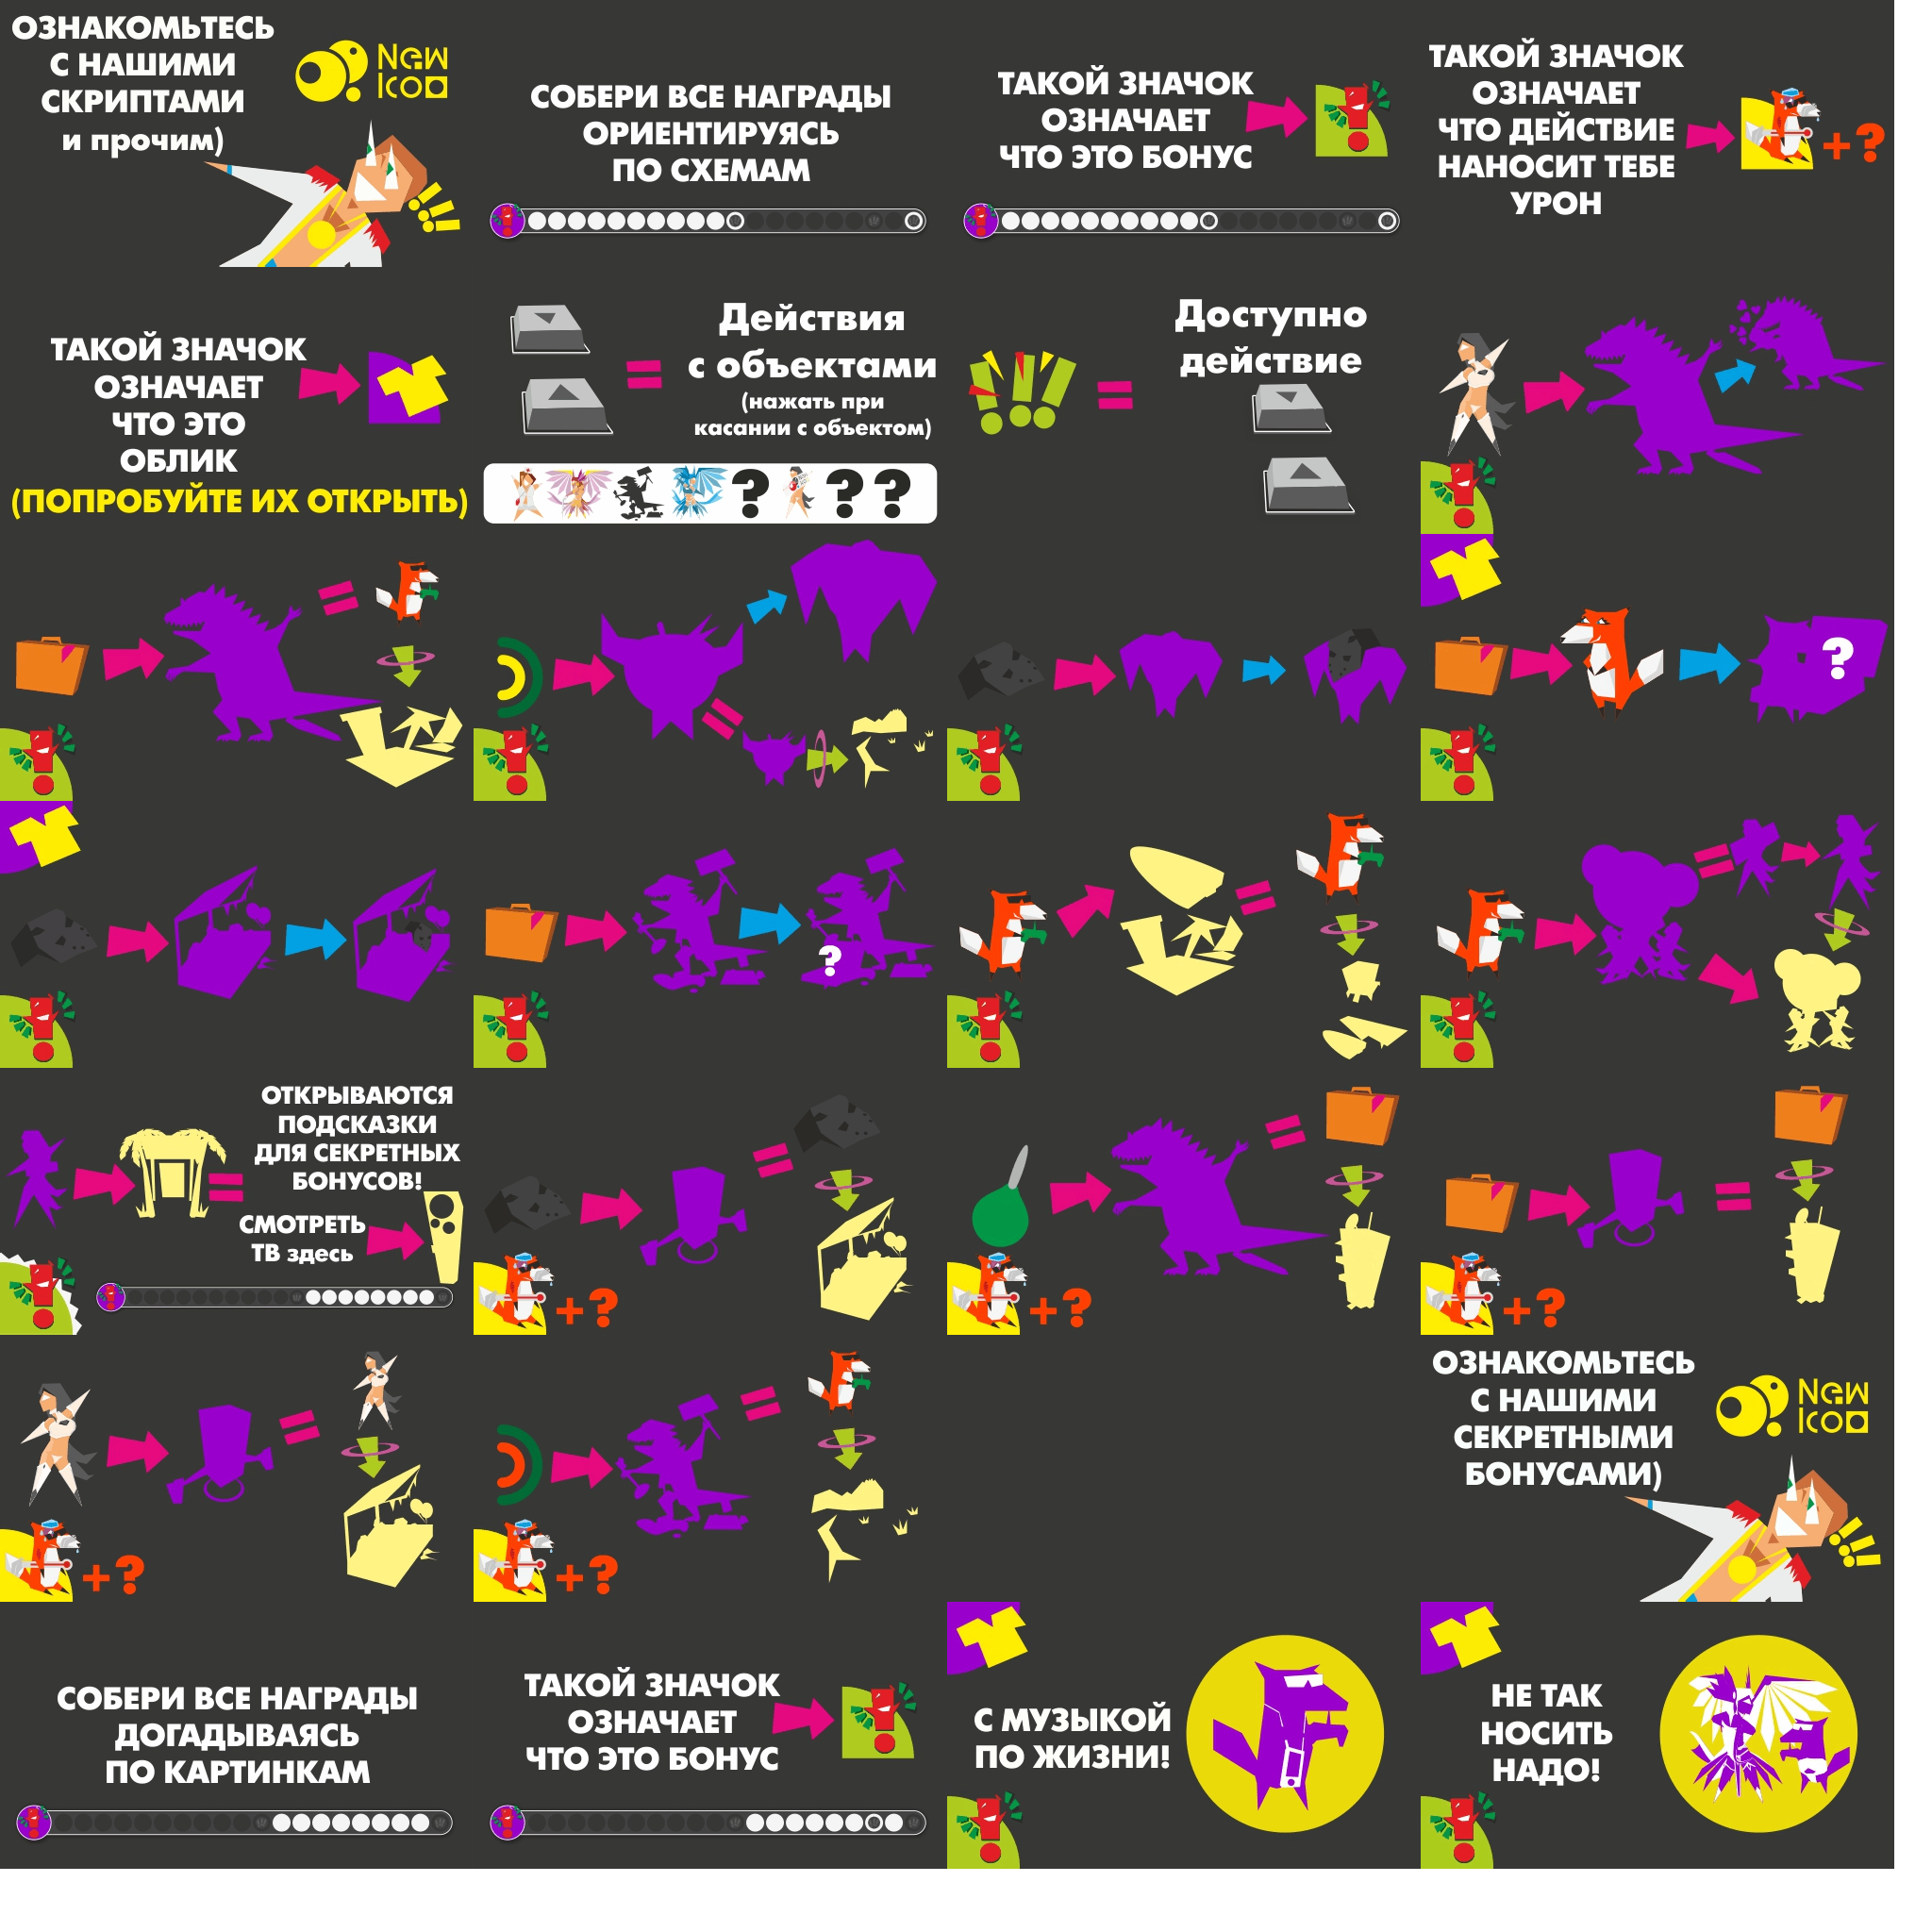 ОЗНАКОМЬТЕСЬ
С НАШИМИ
СКРИПТАМИ
и прочим)
New
Icon
СОБЕРИ ВСЕ НАГРАДЫ
ОРИЕНТИРУЯСЬ
ПО СХЕМАМ
ТАКОЙ ЗНАЧОК
ОЗНАЧАЕТ
ЧТО ЭТО БОНУС
ТАКОЙ ЗНАЧОК
ОЗНАЧАЕТ
ЧТО ДЕЙСТВИЕ
НАНОСИТ ТЕБЕ
УРОН
+?
ТАКОЙ ЗНАЧОК
ОЗНАЧАЕТ
ЧТО ЭТО
ОБЛИК
(ПОПРОБУЙТЕ ИХ ОТКРЫТЬ)
=
Действия
с объектами
(нажать при
касании с объектом)
? ? ?
!!! =
Доступно
действие
=
=
?
?
=
=
ОТКРЫВАЮТСЯ
ПОДСКАЗКИ
ДЛЯ СЕКРЕТНЫХ
БОНУСОВ!
=
СМОТРЕТЬ
ТВ здесь
=
+?
=
+?
=
+?
=
+?
=
+?
ОЗНАКОМЬТЕСЬ
С НАШИМИ
СЕКРЕТНЫМИ
БОНУСАМИ)
New
Icon
СОБЕРИ ВСЕ НАГРАДЫ
ДОГАДЫВАЯСЬ
ПО КАРТИНКАМ
ТАКОЙ ЗНАЧОК
ОЗНАЧАЕТ
ЧТО ЭТО БОНУС
С МУЗЫКОЙ
ПО ЖИЗНИ!
НЕ ТАК
НОСИТЬ
НАДО!